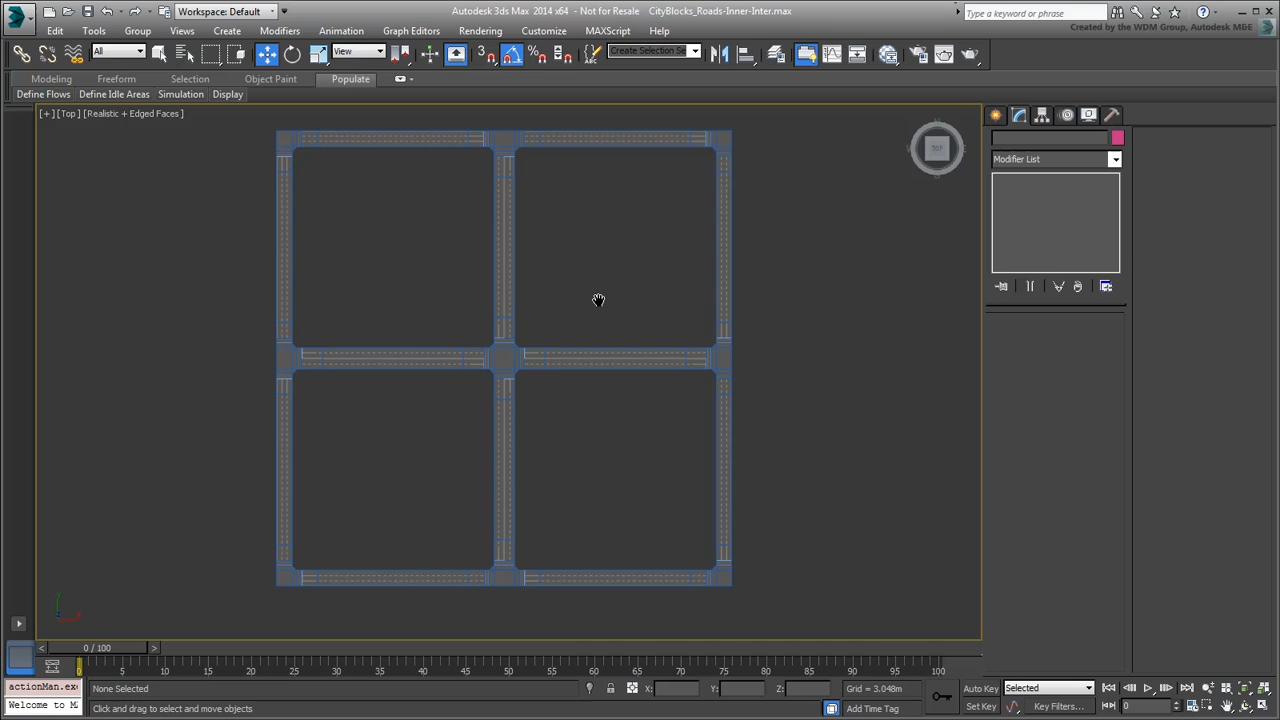 Workspace: Default
Autodesk 3ds Max 2014 x64 - Not for Resale CityBlocks_Roads-Inner-Inter.max
Type a keyword or phrase
Created by the WDM Group, Autodesk M&E
Edit Tools Group Views Create Modifiers Animation Graph Editors Rendering Customize MAXScript Help
All View Create Selection Se
Modeling Freeform Selection Object Paint Populate
Define Flows Define Idle Areas Simulation Display
[+] [Top] [Realistic + Edged Faces]
TOP
Modifier List
0 / 100
0 5 10 15 20 25 30 35 40 45 50 55 60 65 70 75 80 85 90 95 100
actionMan.exe None Selected X: Y: Z: Grid = 3.048m Auto Key Selected
Welcome to M Click and drag to select and move objects Add Time Tag Set Key Key Filters... 0